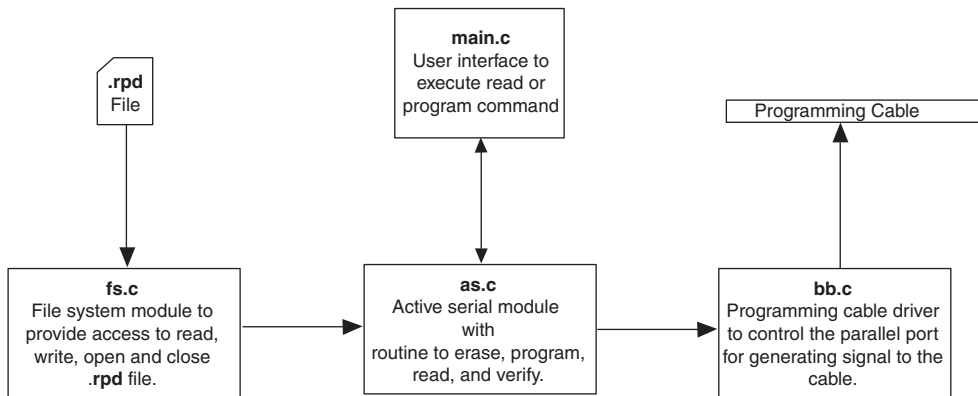 .rpd
File
main.c
User interface to
execute read or
program command
Programming Cable
fs.c
File system module to
provide access to read,
write, open and close
.rpd file.
as.c
Active serial module
with
routine to erase, program,
read, and verify.
bb.c
Programming cable driver
to control the parallel port
for generating signal to the
cable.